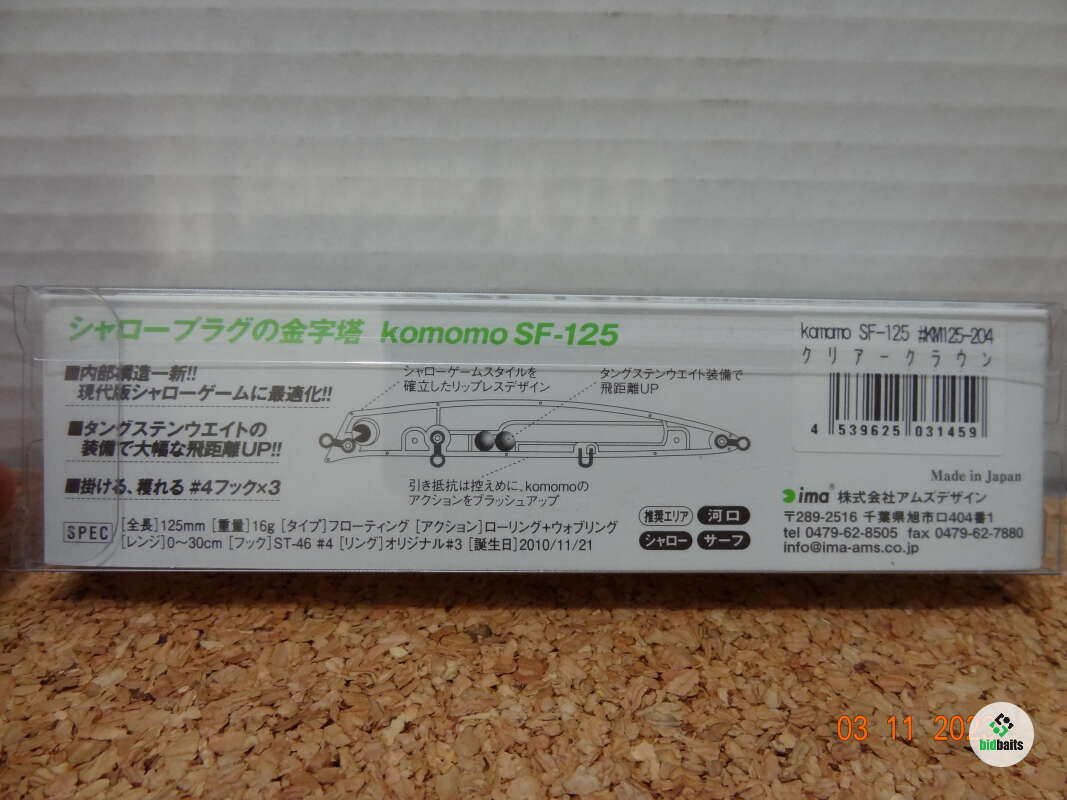 シャロープラグの金字塔 komomo SF-125
■内部構造一新!!
現代版シャローゲームに最適化!!
■タングステンウエイトの
装備で大幅な飛距離UP!!
■掛ける、穫れる #4フック×3
シャローゲームスタイルを
確立したリップレスデザイン
タングステンウエイト装備で
飛距離UP
引き抵抗は控えめに、komomoの
アクションをブラッシュアップ
SPEC
[全長]125mm [重量]16g [タイプ]フローティング [アクション]ローリング+ウォブリング
[レンジ]0〜30cm [フック]ST-46 #4 [リング]オリジナル#3 [誕生日]2010/11/21
推奨エリア 河口
シャロー サーフ
komomo SF-125 #KM125-204
クリアークラウン
4 539625 031459
Made in Japan
ima® 株式会社アムズデザイン
〒289-2516 千葉県旭市ロ404番1
tel 0479-62-8505 fax 0479-62-7880
info@ima-ams.co.jp
03 11 202
bidbaits